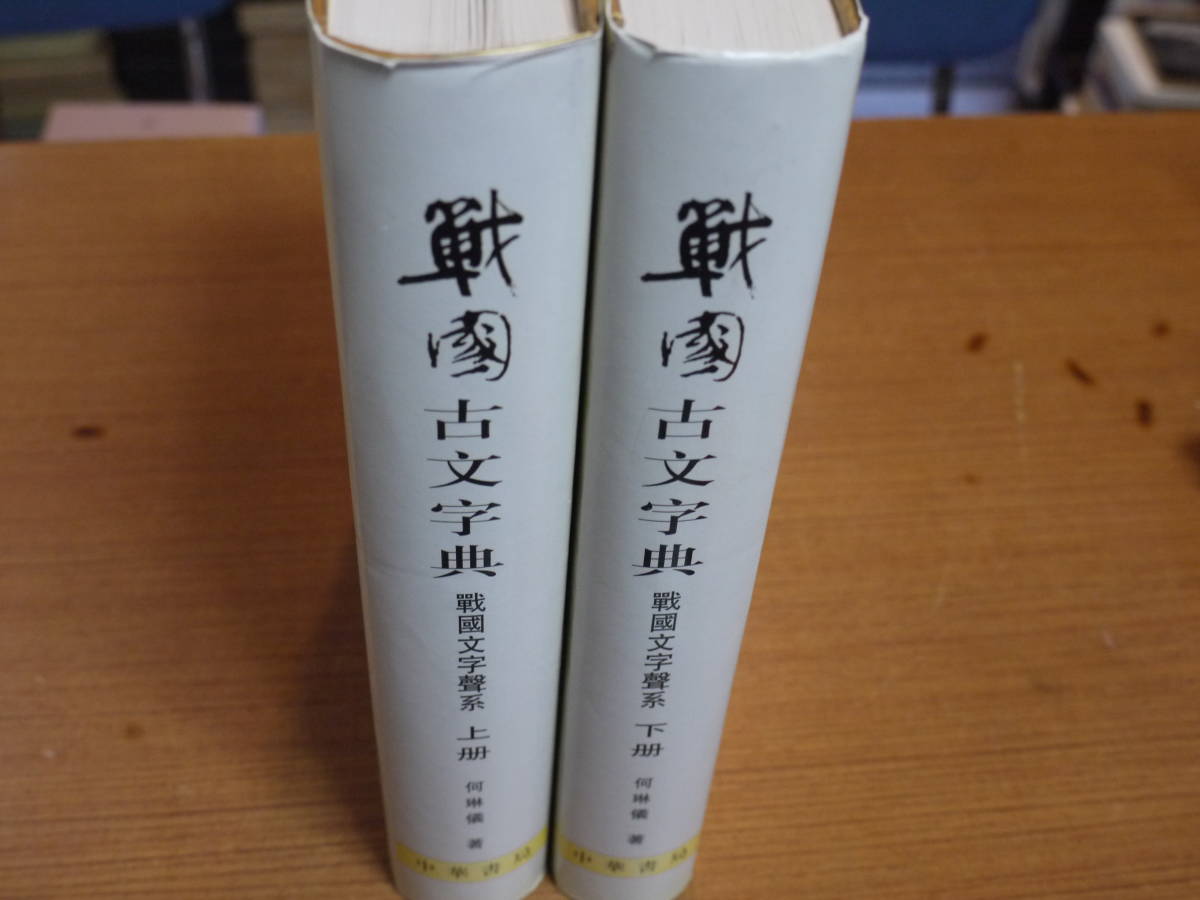 戰國古文字典
戰國文字聲系 上册
何琳儀 著
中華書局
戰國古文字典
戰國文字聲系 下册
何琳儀 著
中華書局